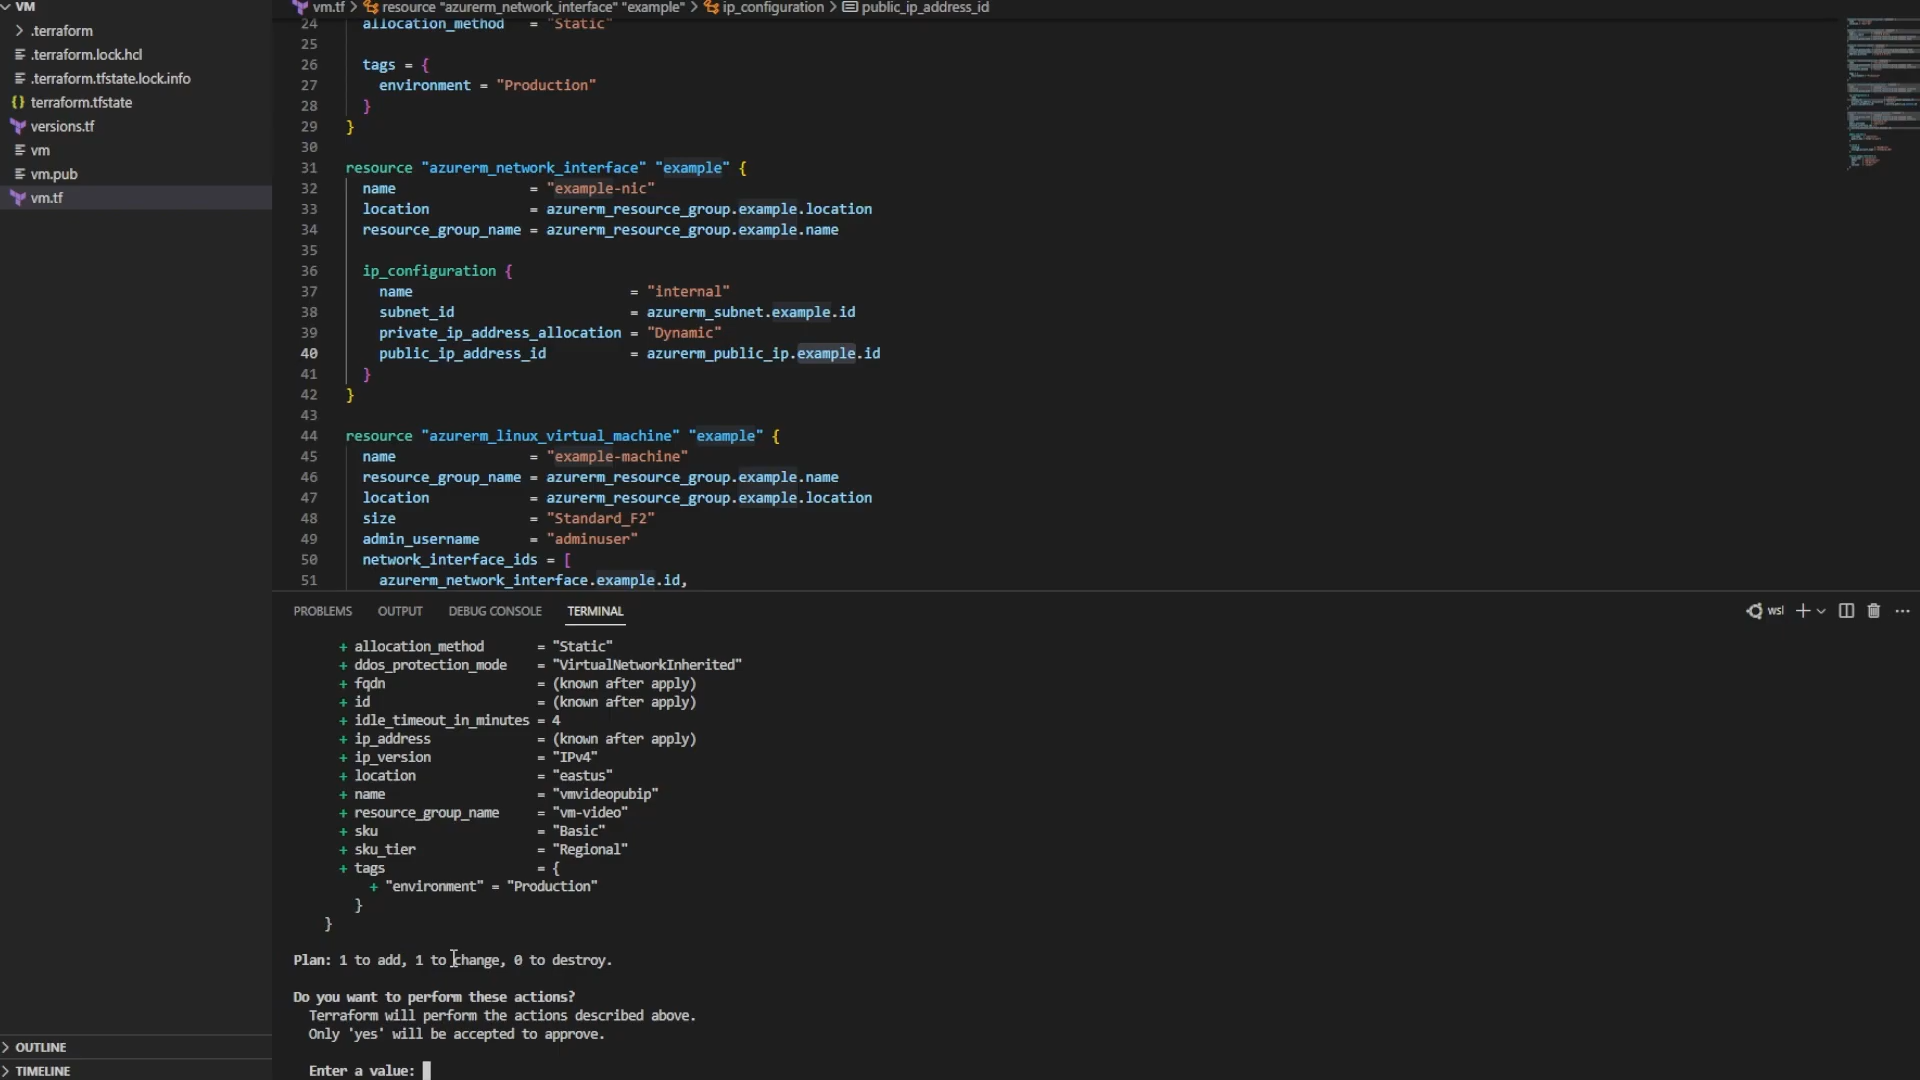 VM
.terraform
.terraform.lock.hcl
.terraform.tfstate.lock.info
terraform.tfstate
versions.tf
vm
vm.pub
vm.tf
OUTLINE
TIMELINE
vm.tf > resource "azurerm_network_interface" "example" > ip_configuration > public_ip_address_id
24 allocation_method = "Static"
25
26 tags = {
27 environment = "Production"
28 }
29 }
30
31 resource "azurerm_network_interface" "example" {
32 name = "example-nic"
33 location = azurerm_resource_group.example.location
34 resource_group_name = azurerm_resource_group.example.name
35
36 ip_configuration {
37 name = "internal"
38 subnet_id = azurerm_subnet.example.id
39 private_ip_address_allocation = "Dynamic"
40 public_ip_address_id = azurerm_public_ip.example.id
41 }
42 }
43
44 resource "azurerm_linux_virtual_machine" "example" {
45 name = "example-machine"
46 resource_group_name = azurerm_resource_group.example.name
47 location = azurerm_resource_group.example.location
48 size = "Standard_F2"
49 admin_username = "adminuser"
50 network_interface_ids = [
51 azurerm_network_interface.example.id,
PROBLEMS OUTPUT DEBUG CONSOLE TERMINAL wsl
+ allocation_method = "Static"
+ ddos_protection_mode = "VirtualNetworkInherited"
+ fqdn = (known after apply)
+ id = (known after apply)
+ idle_timeout_in_minutes = 4
+ ip_address = (known after apply)
+ ip_version = "IPv4"
+ location = "eastus"
+ name = "vmvideopubip"
+ resource_group_name = "vm-video"
+ sku = "Basic"
+ sku_tier = "Regional"
+ tags = {
+ "environment" = "Production"
}
}
Plan: 1 to add, 1 to change, 0 to destroy.
Do you want to perform these actions?
Terraform will perform the actions described above.
Only 'yes' will be accepted to approve.
Enter a value: